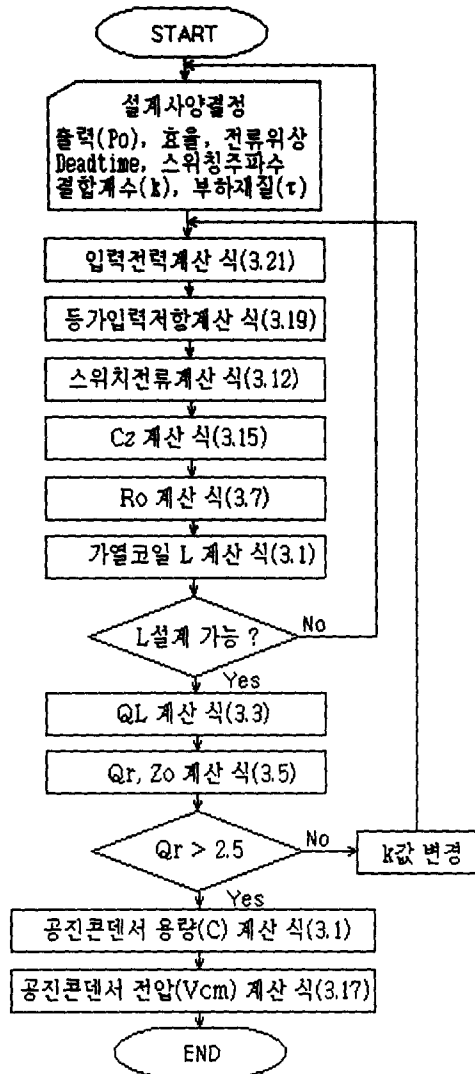 START
설계사양결정
출력(Po), 효율, 전류위상
Deadtime, 스위칭주파수
결합계수(k), 부하재질(τ)
입력전력계산 식(3.21)
등가입력저항계산 식(3.19)
스위치전류계산 식(3.12)
Cz 계산 식(3.15)
Ro 계산 식(3.7)
가열코일 L 계산 식(3.1)
L설계 가능 ?
No
Yes
QL 계산 식(3.3)
Qr, Zo 계산 식(3.5)
Qr > 2.5
No
k값 변경
Yes
공진콘덴서 용량(C) 계산 식(3.1)
공진콘덴서 전압(Vcm) 계산 식(3.17)
END